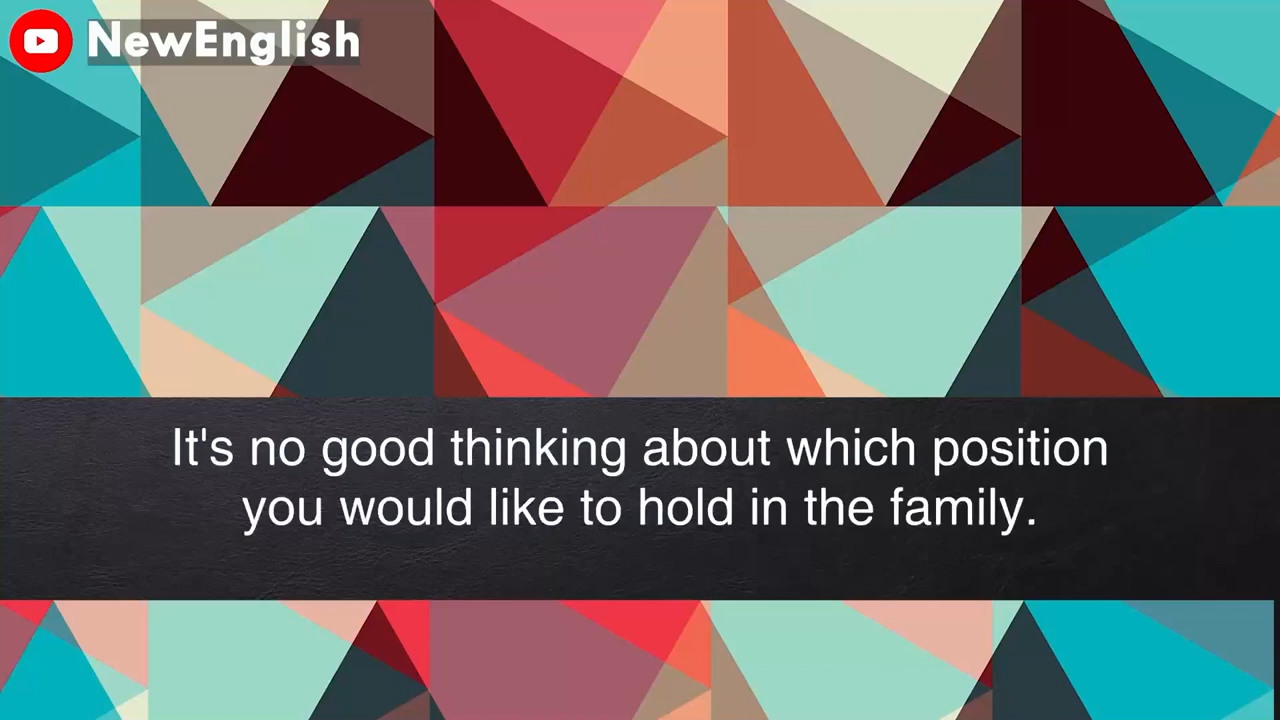 NewEnglish
It's no good thinking about which position
you would like to hold in the family.